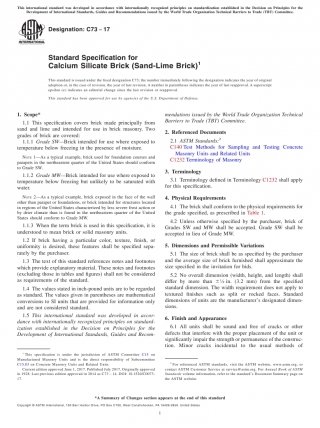 This international standard was developed in accordance with internationally recognized principles on standardization established in the Decision on Principles for the
Development of International Standards, Guides and Recommendations issued by the World Trade Organization Technical Barriers to Trade (TBT) Committee.
Designation: C73 − 17
Standard Specification for
Calcium Silicate Brick (Sand-Lime Brick)1
This standard is issued under the fixed designation C73; the number immediately following the designation indicates the year of original
adoption or, in the case of revision, the year of last revision. A number in parentheses indicates the year of last reapproval. A superscript
epsilon (ε) indicates an editorial change since the last revision or reapproval.
This standard has been approved for use by agencies of the U.S. Department of Defense.
1. Scope*
1.1 This specification covers brick made principally from
sand and lime and intended for use in brick masonry. Two
grades of brick are covered:
1.1.1 Grade SW—Brick intended for use where exposed to
temperature below freezing in the presence of moisture.
NOTE 1—As a typical example, brick used for foundation courses and
parapets in the northeastern quarter of the United States should conform
to Grade SW.
1.1.2 Grade MW—Brick intended for use where exposed to
temperature below freezing but unlikely to be saturated with
water.
NOTE 2—As a typical example, brick exposed in the face of the wall
other than parapet or foundations, or brick intended for structures located
in regions of the United States characterized by less severe frost action or
by drier climate than is found in the northeastern quarter of the United
States should conform to Grade MW.
1.1.3 When the term brick is used in this specification, it is
understood to mean brick or solid masonry units.
1.2 If brick having a particular color, texture, finish, or
uniformity is desired, these features shall be specified sepa-
rately by the purchaser.
1.3 The text of this standard references notes and footnotes
which provide explanatory material. These notes and footnotes
(excluding those in tables and figures) shall not be considered
as requirements of the standard.
1.4 The values stated in inch-pound units are to be regarded
as standard. The values given in parentheses are mathematical
conversions to SI units that are provided for information only
and are not considered standard.
1.5 This international standard was developed in accor-
dance with internationally recognized principles on standard-
ization established in the Decision on Principles for the
Development of International Standards, Guides and Recom-
mendations issued by the World Trade Organization Technical
Barriers to Trade (TBT) Committee.
2. Referenced Documents
2.1 ASTM Standards:2
C140 Test Methods for Sampling and Testing Concrete
Masonry Units and Related Units
C1232 Terminology of Masonry
3. Terminology
3.1 Terminology defined in Terminology C1232 shall apply
for this specification.
4. Physical Requirements
4.1 The brick shall conform to the physical requirements for
the grade specified, as prescribed in Table 1.
4.2 Unless otherwise specified by the purchaser, brick of
Grades SW and MW shall be accepted. Grade SW shall be
accepted in lieu of Grade MW.
5. Dimensions and Permissible Variations
5.1 The size of brick shall be as specified by the purchaser
and the average size of brick furnished shall approximate the
size specified in the invitation for bids.
5.2 No overall dimension (width, height, and length) shall
differ by more than ±1⁄8 in. (3.2 mm) from the specified
standard dimension. The width requirement does not apply to
textured finishes such as split or rocked faces. Standard
dimensions of units are the manufacturer's designated dimen-
sions.
6. Finish and Appearance
6.1 All units shall be sound and free of cracks or other
defects that interfere with the proper placement of the unit or
significantly impair the strength or permanence of the construc-
tion. Minor cracks incidental to the usual methods of
1 This specification is under the jurisdiction of ASTM Committee C15 on
Manufactured Masonry Units and is the direct responsibility of Subcommittee
C15.03 on Concrete Masonry Units and Related Units.
Current edition approved June 1, 2017. Published July 2017. Originally approved
in 1928. Last previous edition approved in 2014 as C73 – 14. DOI: 10.1520/C0073-
17.
2 For referenced ASTM standards, visit the ASTM website, www.astm.org, or
contact ASTM Customer Service at service@astm.org. For Annual Book of ASTM
Standards volume information, refer to the standard's Document Summary page on
the ASTM website.
*A Summary of Changes section appears at the end of this standard
Copyright © ASTM International, 100 Barr Harbor Drive, PO Box C700, West Conshohocken, PA 19428-2959. United States
1